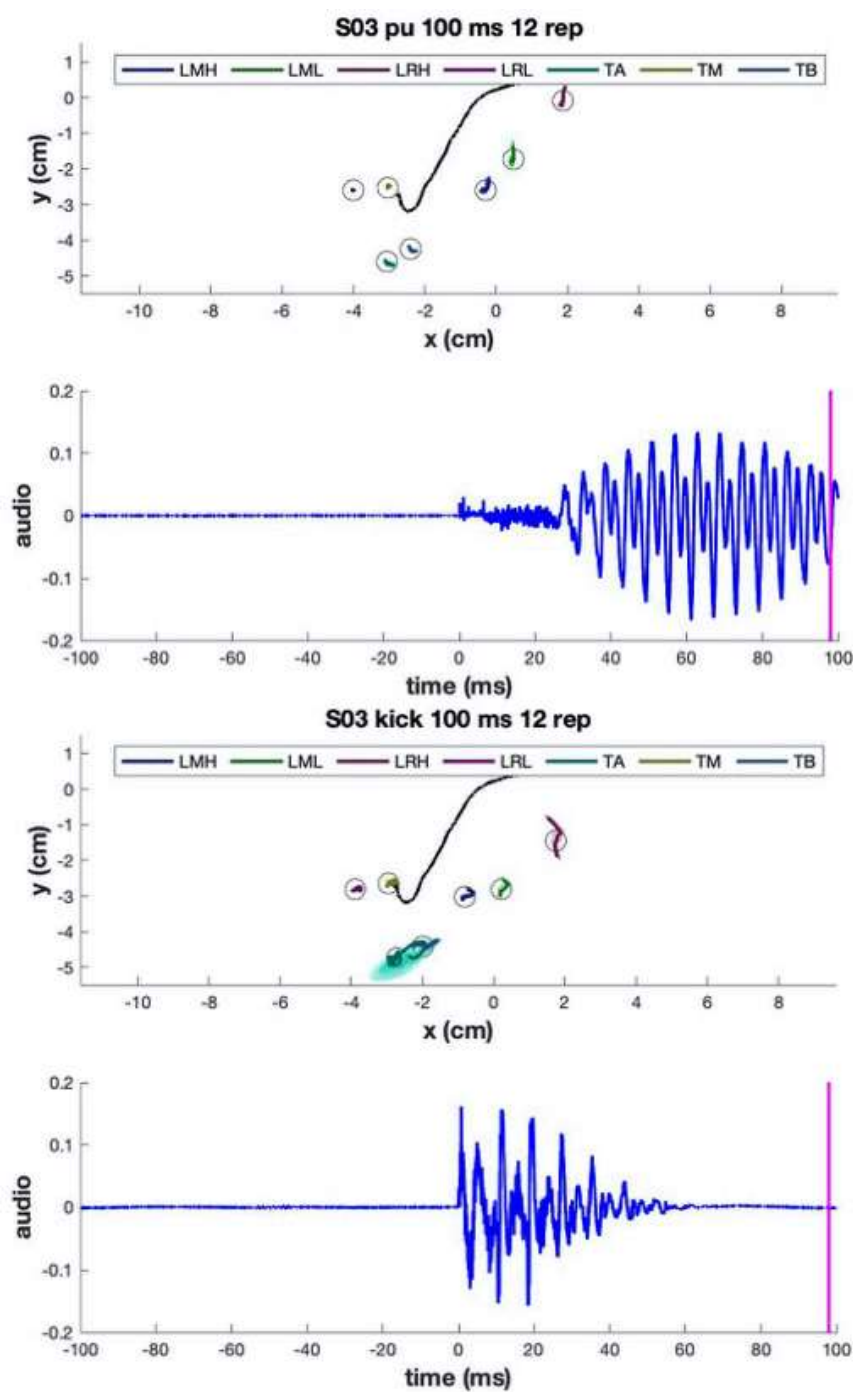 S03 pu 100 ms 12 rep
LMH LML LRH LRL TA TM TB
1
0
-1
-2
-3
-4
-5
y (cm)
-10 -8 -6 -4 -2 0 2 4 6 8
x (cm)
0.2
0.1
0
-0.1
-0.2
audio
-100 -80 -60 -40 -20 0 20 40 60 80 100
time (ms)
S03 kick 100 ms 12 rep
LMH LML LRH LRL TA TM TB
1
0
-1
-2
-3
-4
-5
y (cm)
-10 -8 -6 -4 -2 0 2 4 6 8
x (cm)
0.2
0.1
0
-0.1
-0.2
audio
-100 -80 -60 -40 -20 0 20 40 60 80 100
time (ms)